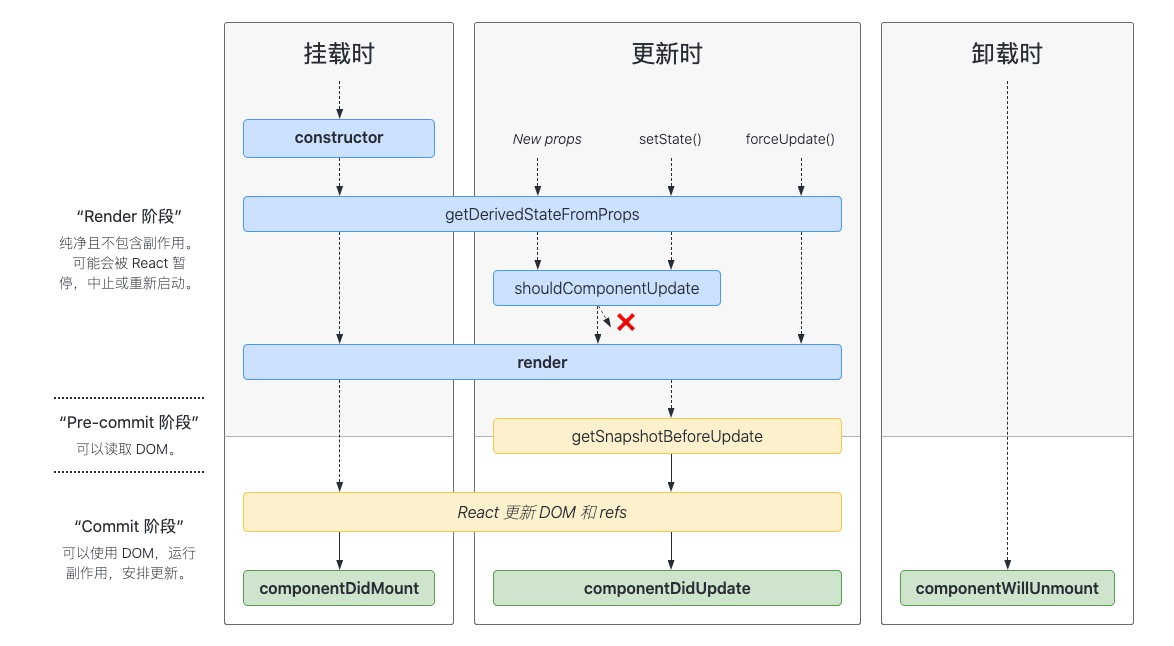 挂载时
更新时
卸载时
constructor
New props
setState()
forceUpdate()
“Render 阶段”
纯净且不包含副作用。
可能会被 React 暂
停，中止或重新启动。
getDerivedStateFromProps
shouldComponentUpdate
render
“Pre-commit 阶段”
可以读取 DOM。
getSnapshotBeforeUpdate
React 更新 DOM 和 refs
“Commit 阶段”
可以使用 DOM，运行
副作用，安排更新。
componentDidMount
componentDidUpdate
componentWillUnmount